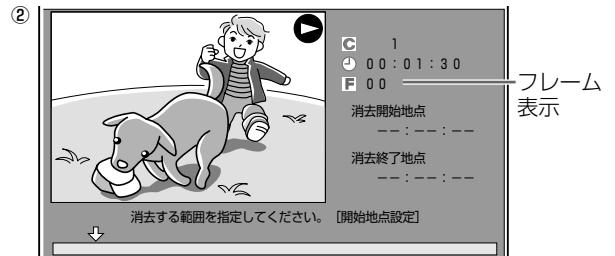 ②
C 1
00:01:30
F 00
フレーム
表示
消去開始地点
--:--:--
消去終了地点
--:--:--
消去する範囲を指定してください。 [開始地点設定]